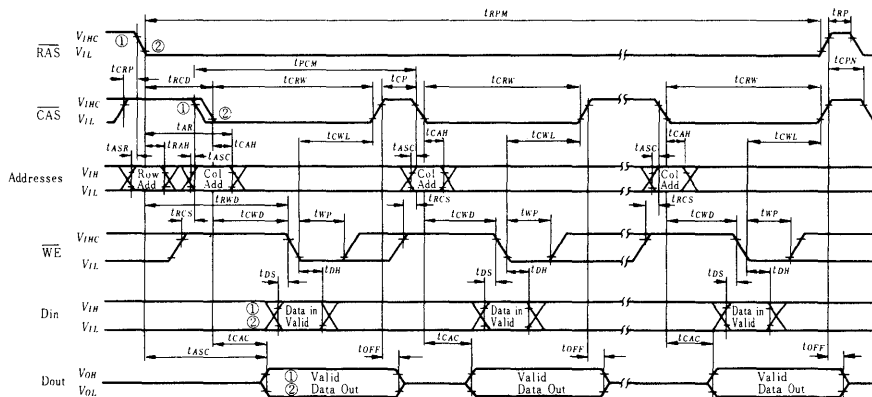 tRPM
tRP
VIHC
①
②
RAS
VIL
tCRP
tRCD
tPCM
tCRW
tCP
tCRW
tCRW
tCPN
VIHC
①
②
CAS
VIL
tAR
tCAH
tCWL
tCAH
tCWL
tCAH
tCWL
tASR
tRAH
tASC
tASC
tASC
Addresses
VIH
VIL
Row Add
Col Add
Col Add
Col Add
tRWD
tRCS
tCWD
tWP
tRCS
tCWD
tWP
tRCS
tCWD
tWP
WE
VIHC
VIL
tDS
tDH
tDS
tDH
tDS
tDH
Din
VIH
VIL
①
②
Data in Valid
Data in Valid
Data in Valid
tCAC
tASC
tOFF
tCAC
tOFF
tCAC
tOFF
Dout
VOH
VOL
① Valid
② Data Out
Valid
Data Out
Valid
Data Out